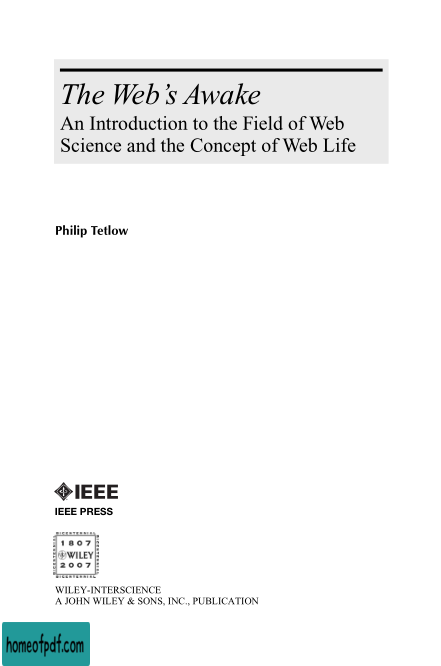 The Web's Awake
An Introduction to the Field of Web
Science and the Concept of Web Life
Philip Tetlow
IEEE
IEEE PRESS
BICENTENNIAL
1807
WILEY
2007
BICENTENNIAL
WILEY-INTERSCIENCE
A JOHN WILEY & SONS, INC., PUBLICATION
homeofpdf.com